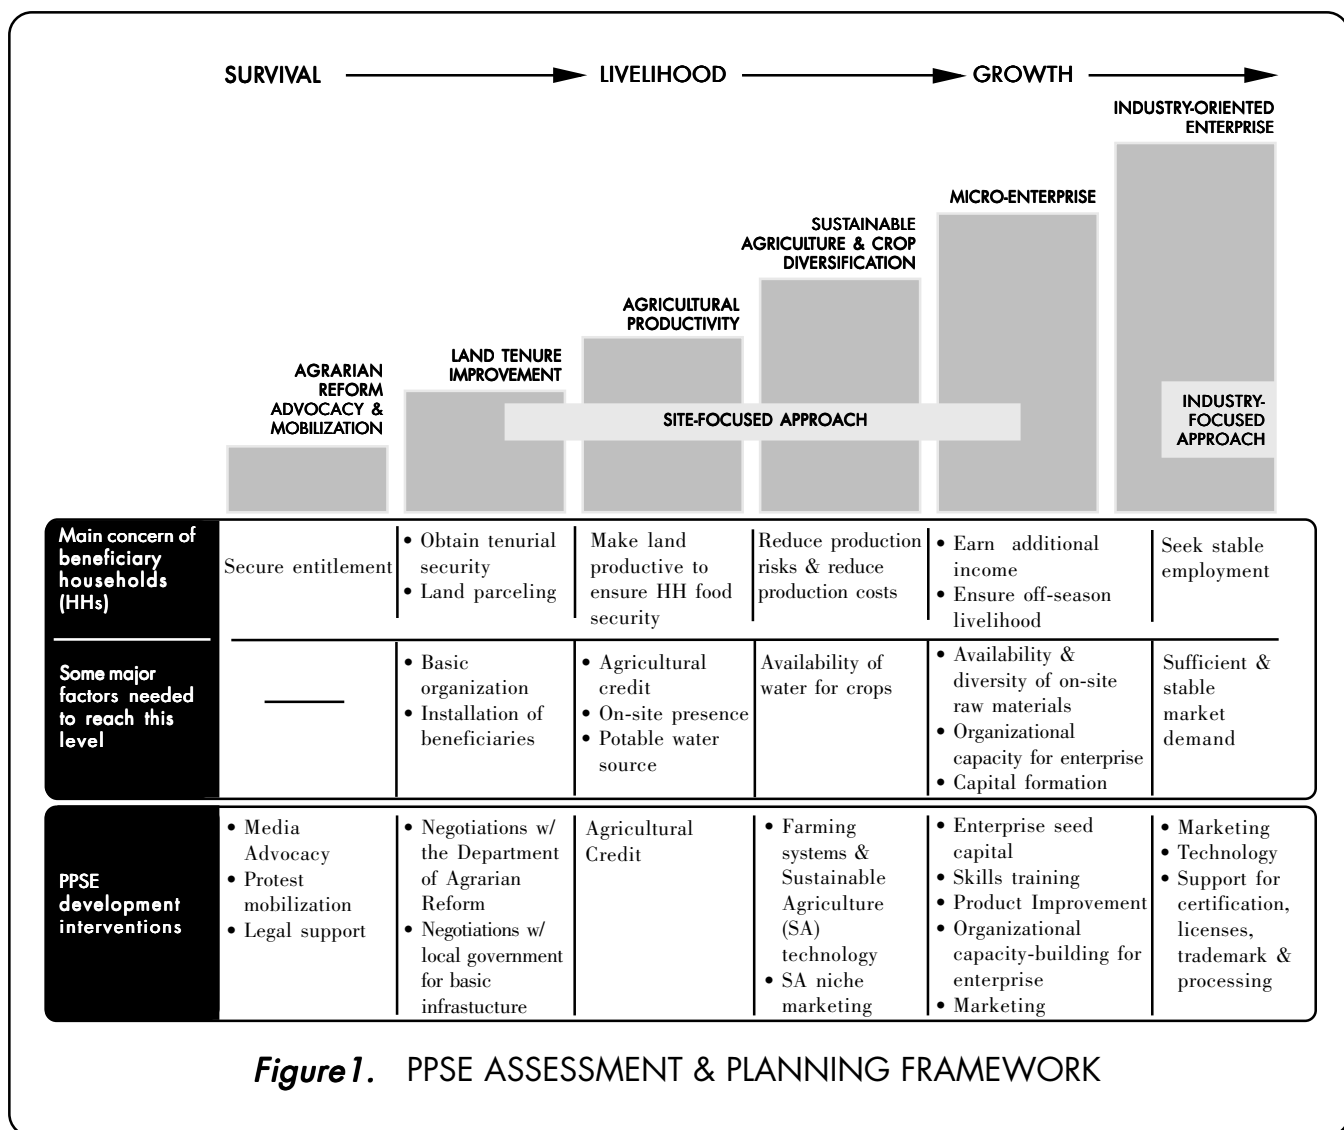 SURVIVAL LIVELIHOOD GROWTH
INDUSTRY-ORIENTED
ENTERPRISE
MICRO-ENTERPRISE
SUSTAINABLE
AGRICULTURE & CROP
DIVERSIFICATION
AGRICULTURAL
PRODUCTIVITY
LAND TENURE
IMPROVEMENT
AGRARIAN
REFORM
ADVOCACY &
MOBILIZATION
SITE-FOCUSED APPROACH
INDUSTRY-
FOCUSED
APPROACH
Main concern of
beneficiary
households
(HHs)
Secure entitlement
• Obtain tenurial
security
• Land parceling
Make land
productive to
ensure HH food
security
Reduce production
risks & reduce
production costs
• Earn additional
income
• Ensure off-season
livelihood
Seek stable
employment
Some major
factors needed
to reach this
level
• Basic
organization
• Installation of
beneficiaries
• Agricultural
credit
• On-site presence
• Potable water
source
Availability of
water for crops
• Availability &
diversity of on-site
raw materials
• Organizational
capacity for enterprise
• Capital formation
Sufficient &
stable
market
demand
PPSE
development
interventions
• Media
Advocacy
• Protest
mobilization
• Legal support
• Negotiations w/
the Department
of Agrarian
Reform
• Negotiations w/
local government
for basic
infrastucture
Agricultural
Credit
• Farming
systems &
Sustainable
Agriculture
(SA)
technology
• SA niche
marketing
• Enterprise seed
capital
• Skills training
• Product Improvement
• Organizational
capacity-building for
enterprise
• Marketing
• Marketing
• Technology
• Support for
certification,
licenses,
trademark &
processing
Figure1. PPSE ASSESSMENT & PLANNING FRAMEWORK